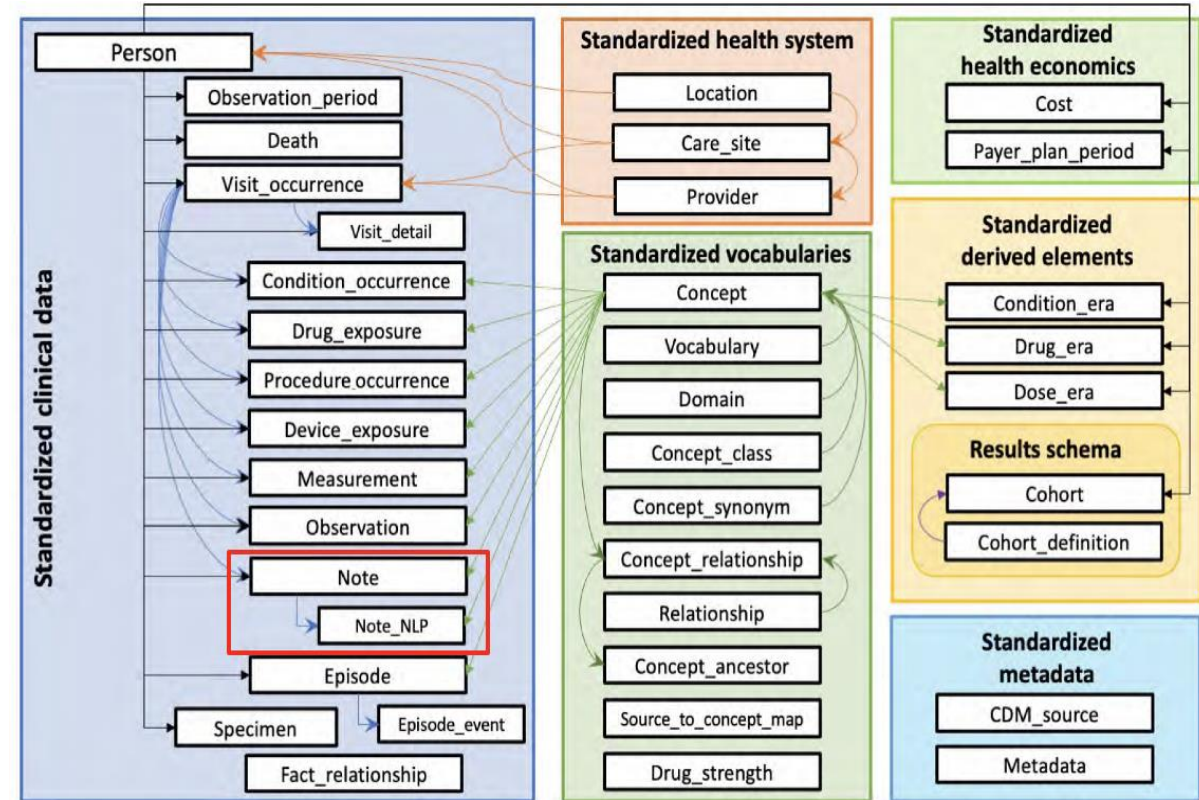 Standardized clinical data
Person
Observation_period
Death
Visit_occurrence
Visit_detail
Condition_occurrence
Drug_exposure
Procedure_occurrence
Device_exposure
Measurement
Observation
Note
Note_NLP
Episode
Episode_event
Specimen
Fact_relationship
Standardized health system
Location
Care_site
Provider
Standardized vocabularies
Concept
Vocabulary
Domain
Concept_class
Concept_synonym
Concept_relationship
Relationship
Concept_ancestor
Source_to_concept_map
Drug_strength
Standardized
health economics
Cost
Payer_plan_period
Standardized
derived elements
Condition_era
Drug_era
Dose_era
Results schema
Cohort
Cohort_definition
Standardized
metadata
CDM_source
Metadata